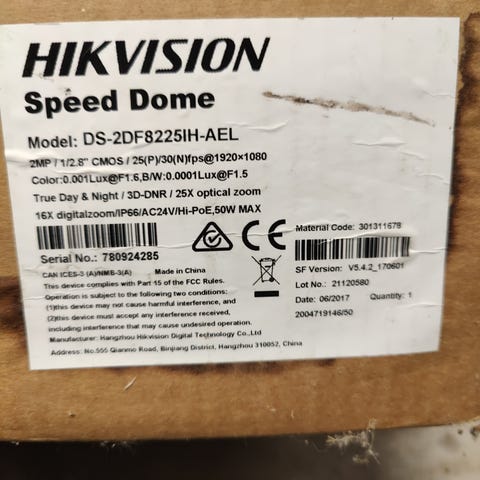 HIKVISION
Speed Dome
Model: DS-2DF8225IH-AEL
2MP / 1/2.8" CMOS / 25(P)/30(N)fps@1920×1080
Color:0.001Lux@F1.6,B/W:0.0001Lux@F1.5
True Day & Night / 3D-DNR / 25X optical zoom
16X digitalzoom/IP66/AC24V/Hi-PoE,50W MAX
Serial No.: 780924285
CE
Material Code: 301311678
CAN ICES-3 (A)/NMB-3(A) Made in China
This device complies with Part 15 of the FCC Rules.
Operation is subject to the following two conditions:
(1)this device may not cause harmful interference, and
(2)this device must accept any interference received,
including interference that may cause undesired operation.
Manufacturer: Hangzhou Hikvision Digital Technology Co.,Ltd
Address: No.555 Qianmo Road, Binjiang District, Hangzhou 310052, China
SF Version: V5.4.2_170601
Lot No.: 21120580
Date: 06/2017 Quantity: 1
2004719146/50